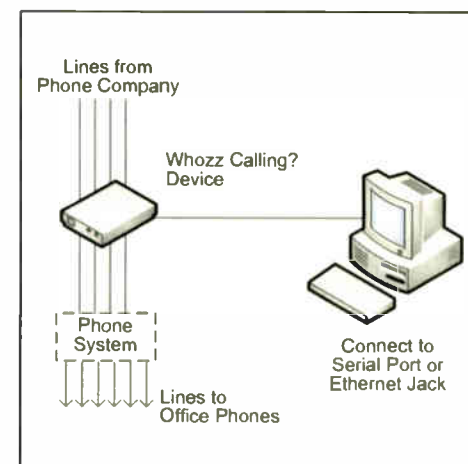 Lines from
Phone Company
Whozz Calling?
Device
Phone
System
Connect to
Serial Port or
Ethernet Jack
Lines to
Office Phones